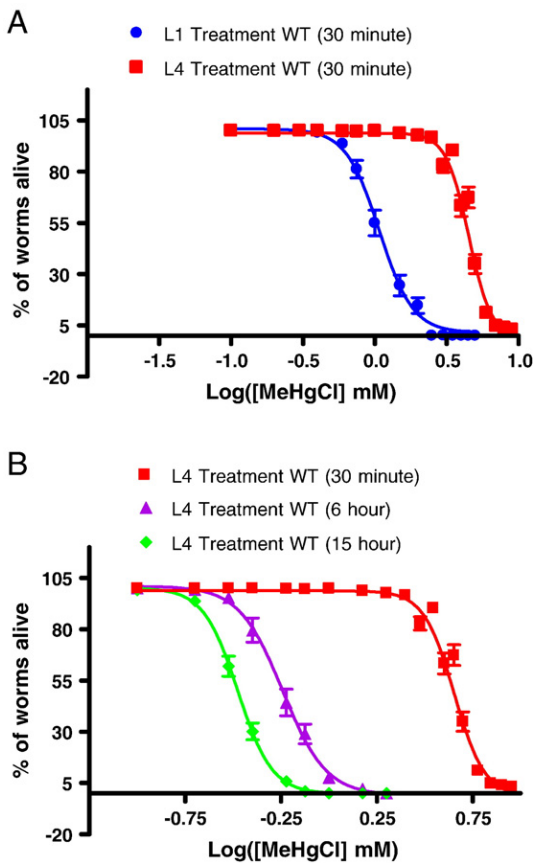 A
L1 Treatment WT (30 minute)
L4 Treatment WT (30 minute)
% of worms alive
105
80
55
30
5
-20
-1.5 -1.0 -0.5 0.0 0.5 1.0
Log([MeHgCl] mM)
B
L4 Treatment WT (30 minute)
L4 Treatment WT (6 hour)
L4 Treatment WT (15 hour)
% of worms alive
105
80
55
30
5
-20
-0.75 -0.25 0.25 0.75
Log([MeHgCl] mM)